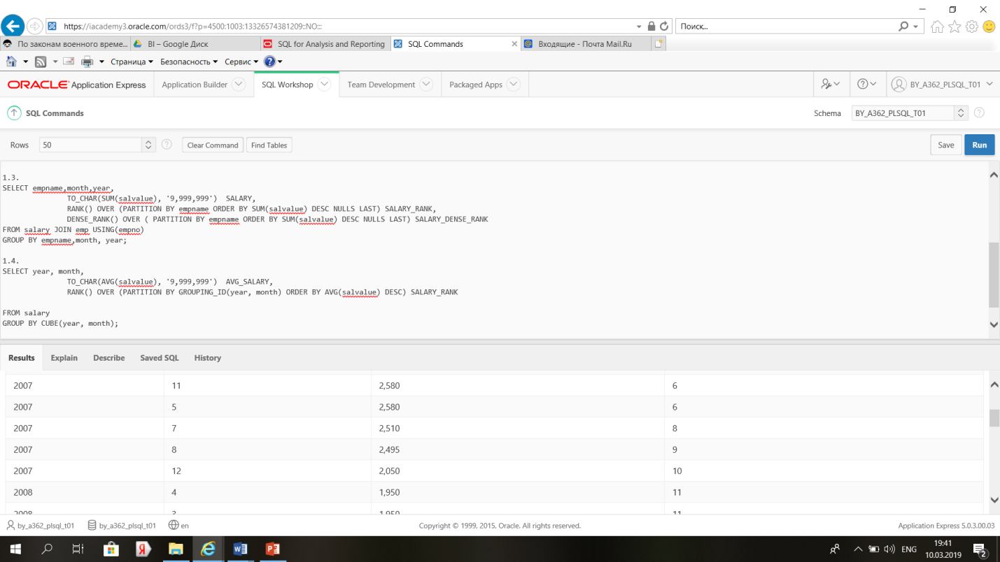 https://iacademy3.oracle.com/ords3/f?p=4500:1003:13326574381209::NO:::
Поиск...
По законам военного време...
BI – Google Диск
SQL for Analysis and Reporting
SQL Commands
Входящие - Почта Mail.Ru
Страница
Безопасность
Сервис
ORACLE Application Express
Application Builder
SQL Workshop
Team Development
Packaged Apps
BY_A362_PLSQL_T01
SQL Commands
Schema
BY_A362_PLSQL_T01
Rows
50
Clear Command
Find Tables
Save
Run
1.3.
SELECT empname,month,year,
TO_CHAR(SUM(salvalue), '9,999,999') SALARY,
RANK() OVER (PARTITION BY empname ORDER BY SUM(salvalue) DESC NULLS LAST) SALARY_RANK,
DENSE_RANK() OVER ( PARTITION BY empname ORDER BY SUM(salvalue) DESC NULLS LAST) SALARY_DENSE_RANK
FROM salary JOIN emp USING(empno)
GROUP BY empname,month, year;
1.4.
SELECT year, month,
TO_CHAR(AVG(salvalue), '9,999,999') AVG_SALARY,
RANK() OVER (PARTITION BY GROUPING_ID(year, month) ORDER BY AVG(salvalue) DESC) SALARY_RANK
FROM salary
GROUP BY CUBE(year, month);
Results
Explain
Describe
Saved SQL
History
2007 11 2,580 6
2007 5 2,580 6
2007 7 2,510 8
2007 8 2,495 9
2007 12 2,050 10
2008 4 1,950 11
2008 3 1,950 11
by_a362_plsql_t01
by_a362_plsql_t01
en
Copyright © 1999, 2015, Oracle. All rights reserved.
Application Express 5.0.3.00.03
ENG
19:41
10.03.2019
2